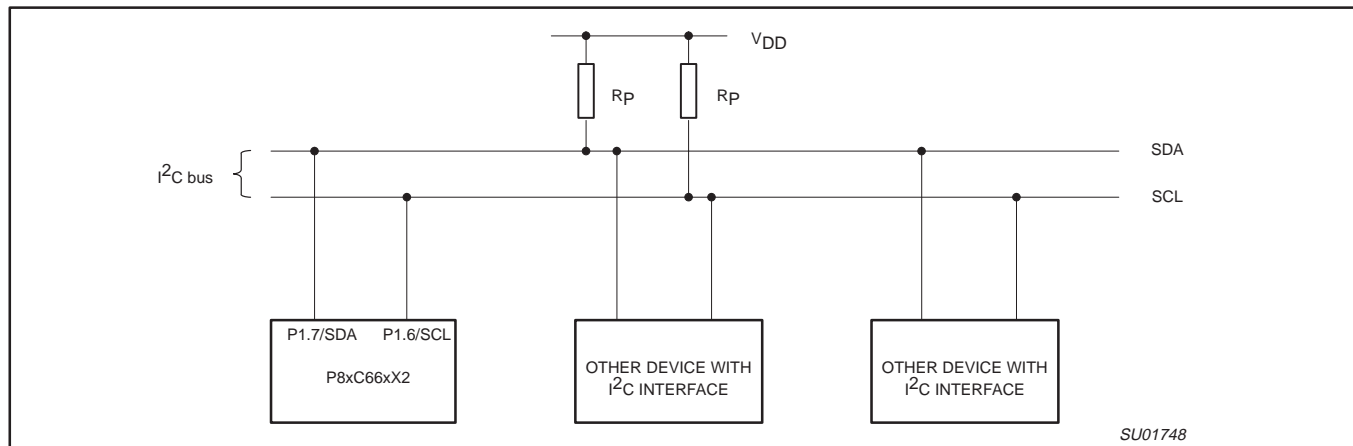 VDD
RP RP
SDA
I2C bus
SCL
P1.7/SDA P1.6/SCL
P8xC66xX2
OTHER DEVICE WITH
I2C INTERFACE
OTHER DEVICE WITH
I2C INTERFACE
SU01748